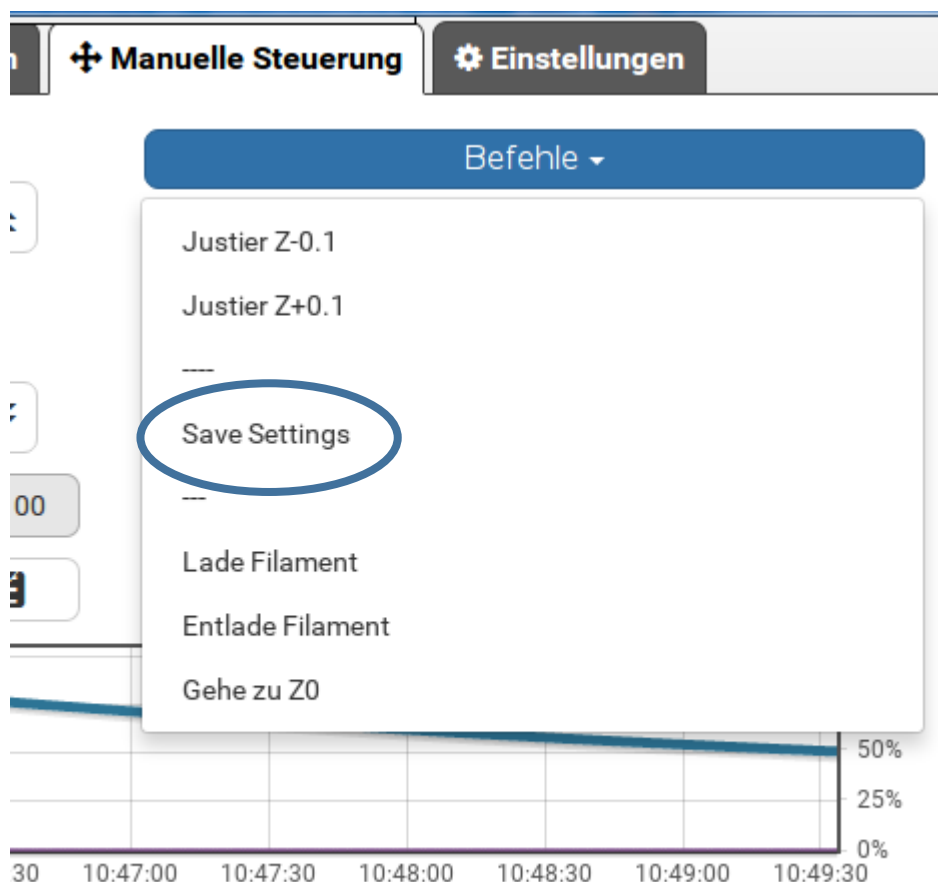 Manuelle Steuerung
Einstellungen
Befehle
Justier Z-0.1
Justier Z+0.1
----
Save Settings
---
Lade Filament
Entlade Filament
Gehe zu Z0
00
50%
25%
0%
30 10:47:00 10:47:30 10:48:00 10:48:30 10:49:00 10:49:30